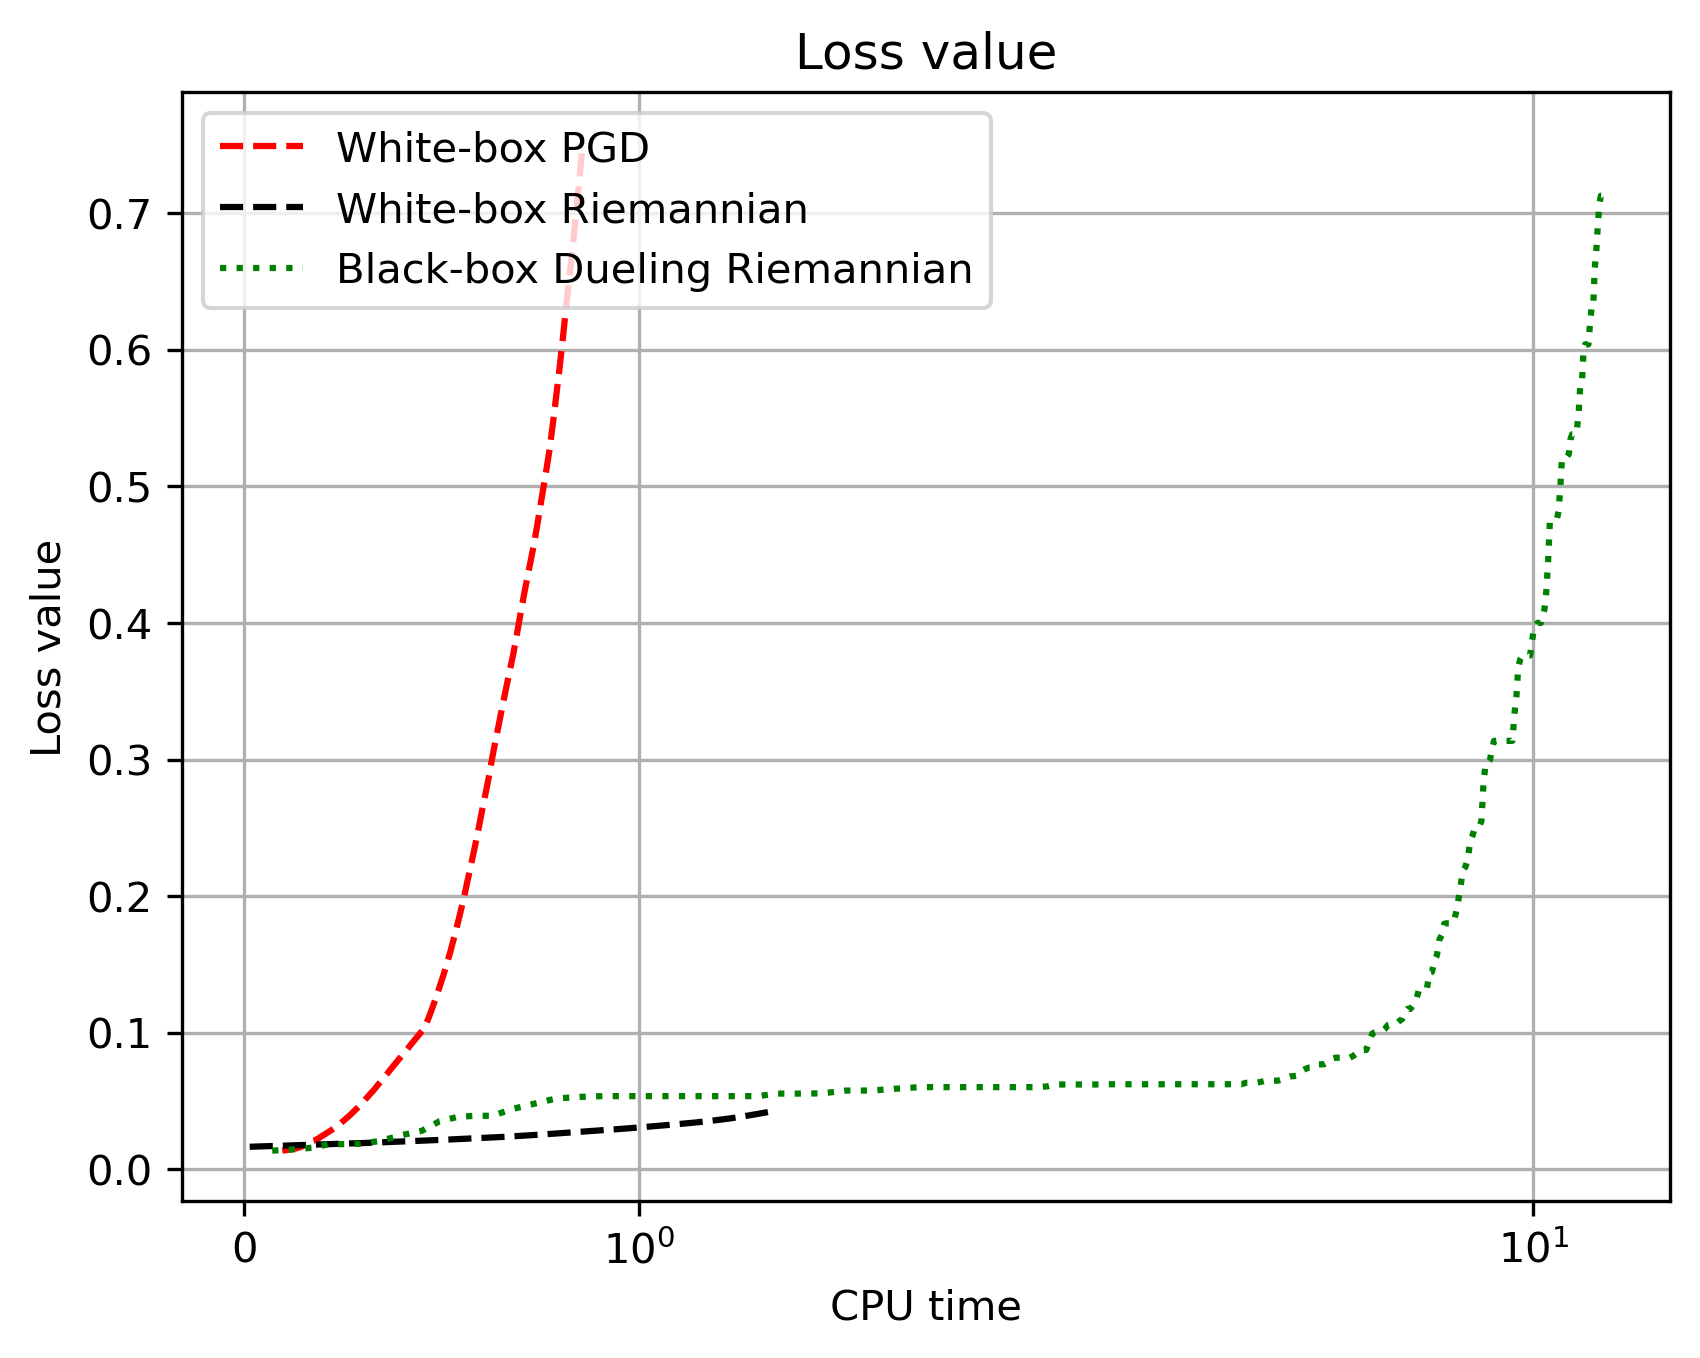 Loss value
White-box PGD
White-box Riemannian
Black-box Dueling Riemannian
Loss value
0.7
0.6
0.5
0.4
0.3
0.2
0.1
0.0
0 10⁰ 10¹
CPU time